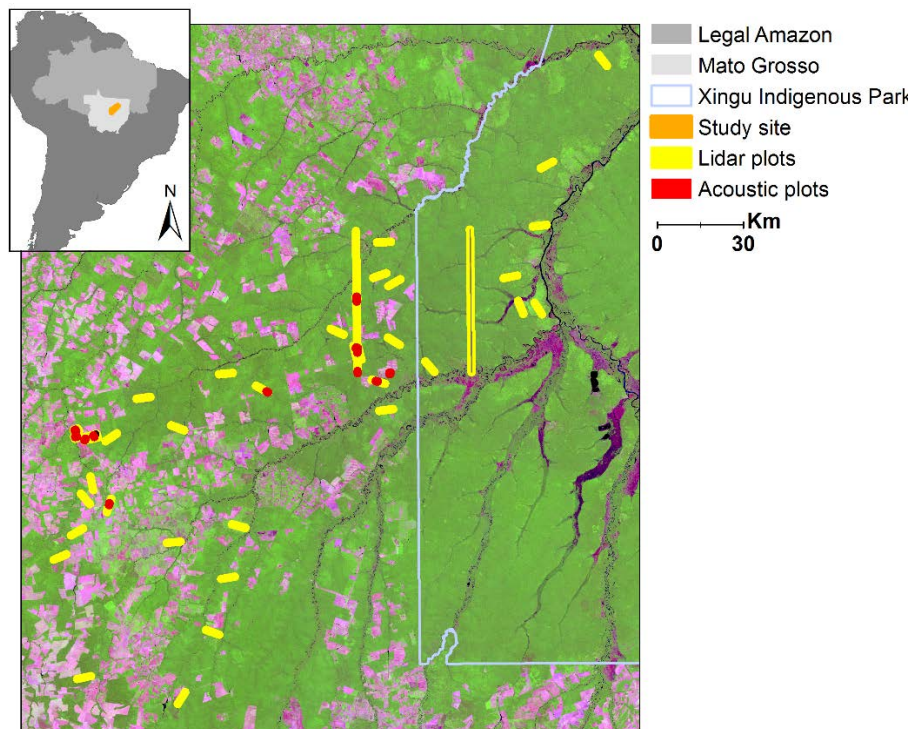 N
Legal Amazon
Mato Grosso
Xingu Indigenous Park
Study site
Lidar plots
Acoustic plots
Km
0 30